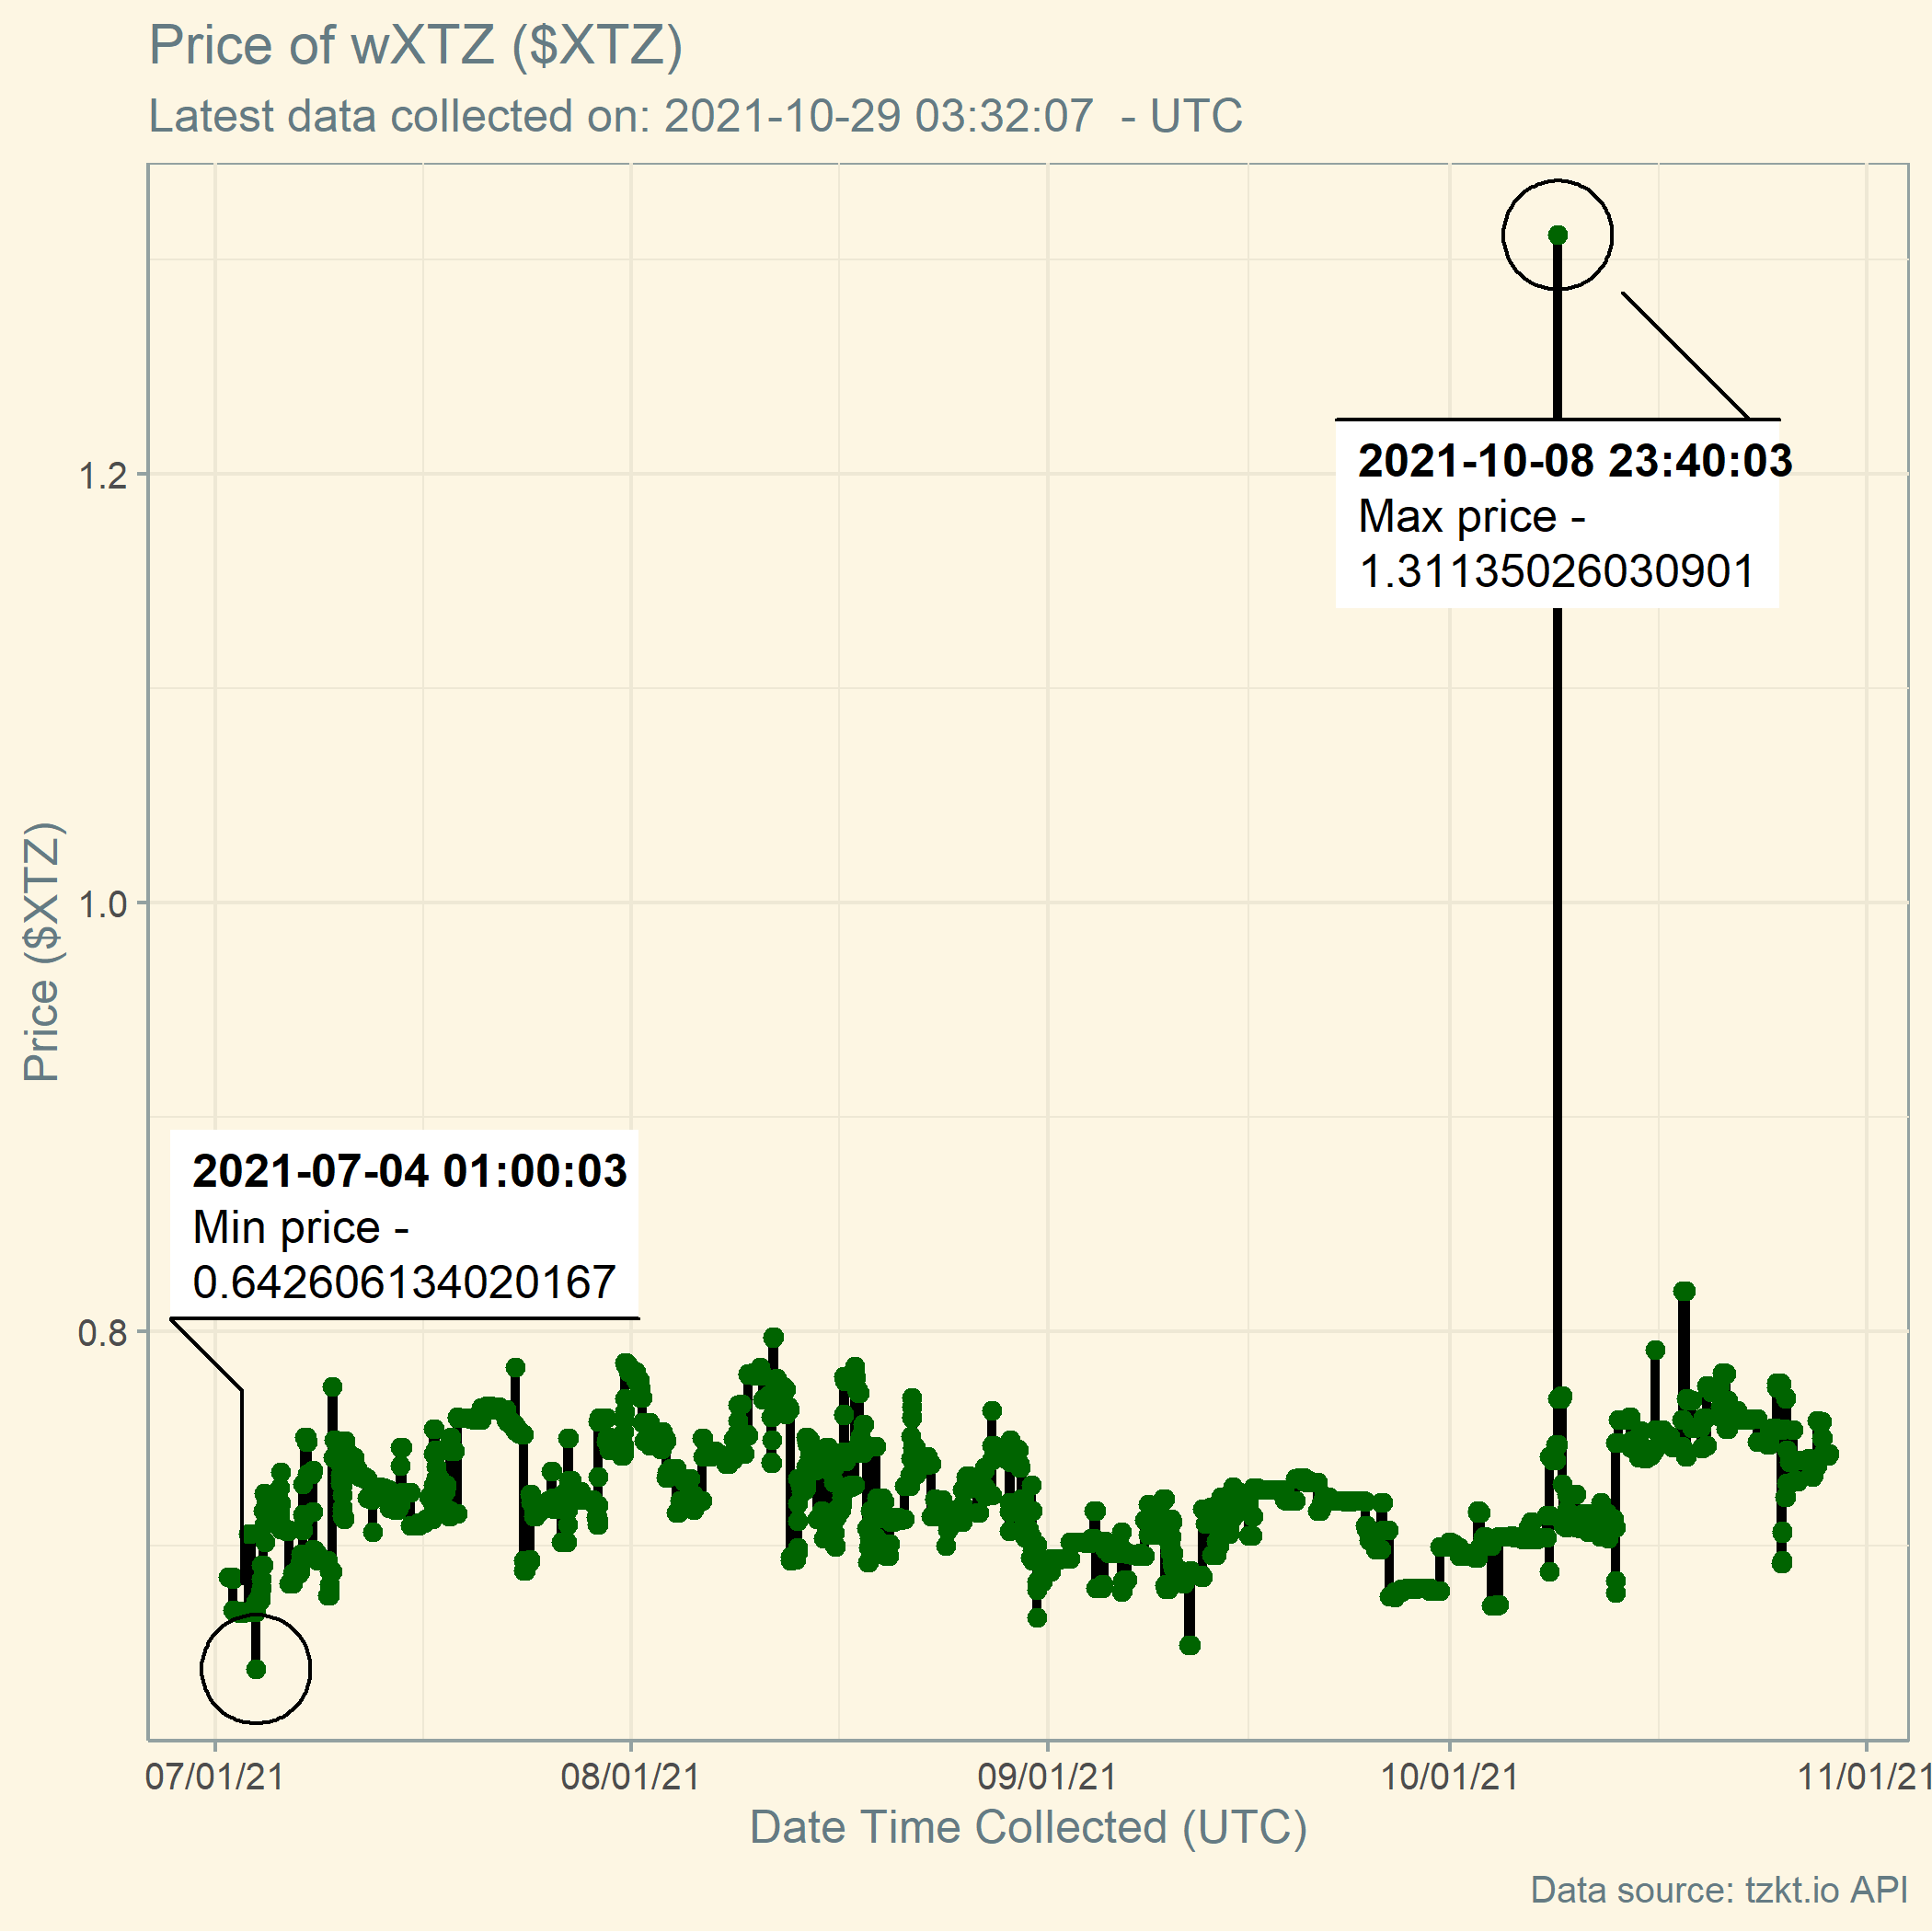 Price of wXTZ ($XTZ)
Latest data collected on: 2021-10-29 03:32:07  - UTC
2021-10-08 23:40:03
Max price -
1.31135026030901
1.2
1.0
0.8
Price ($XTZ)
2021-07-04 01:00:03
Min price -
0.642606134020167
07/01/21 08/01/21 09/01/21 10/01/21 11/01/21
Date Time Collected (UTC)
Data source: tzkt.io API